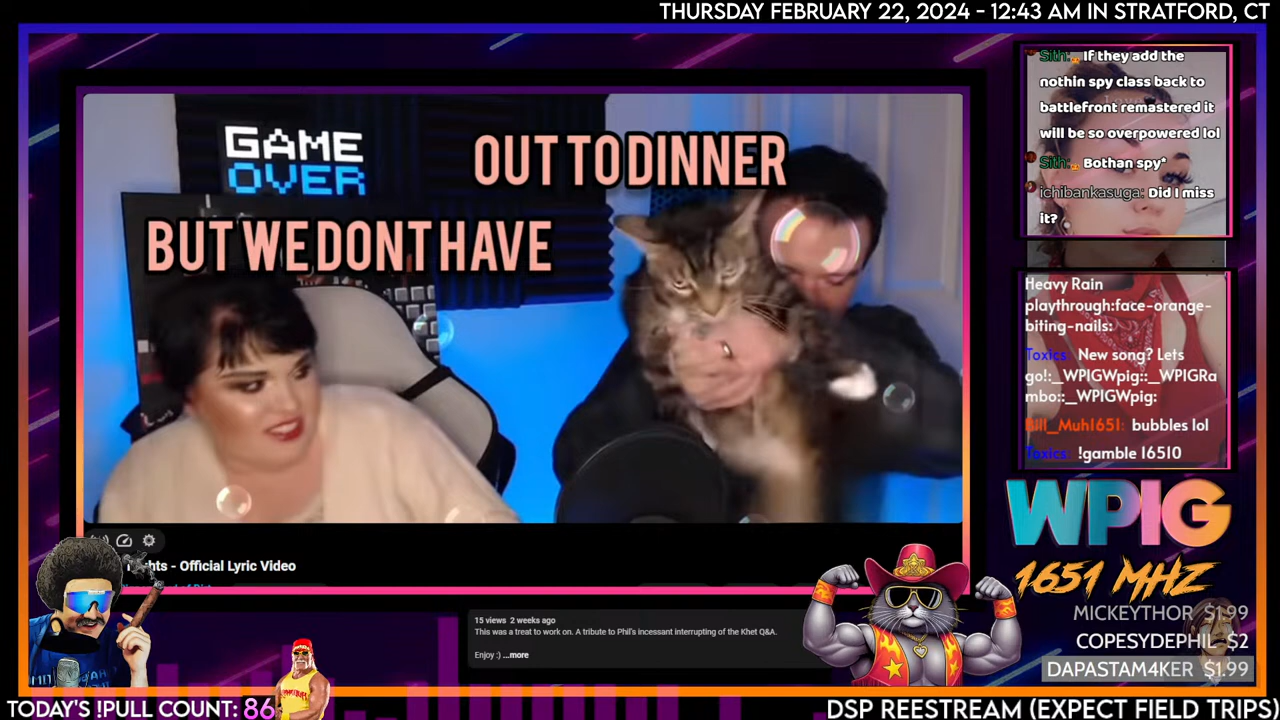 THURSDAY FEBRUARY 22, 2024 - 12:43 AM IN STRATFORD, CT
GAME
OVER
OUT TO DINNER
BUT WE DONT HAVE
Sith: If they add the
nothin spy class back to
battlefront remastered it
will be so overpowered lol
Sith: Bothan spy*
ichibankasuga: Did I miss
it?
Heavy Rain
playthrough:face-orange-
biting-nails:
Toxics: New song? Lets
go!:__WPIGWpig::__WPIGRa
mbo::__WPIGWpig:
Bill_Muh1651: bubbles lol
Toxics: !gamble 16510
WPIG
1651 MHZ
MICKEYTHOR $1.99
COPESYDEPHIL $2
DAPASTAM4KER $1.99
- Official Lyric Video
15 views 2 weeks ago
This was a treat to work on. A tribute to Phil's incessant interrupting of the Khet Q&A.
Enjoy :) ...more
TODAY'S !PULL COUNT: 86
DSP REESTREAM (EXPECT FIELD TRIPS)